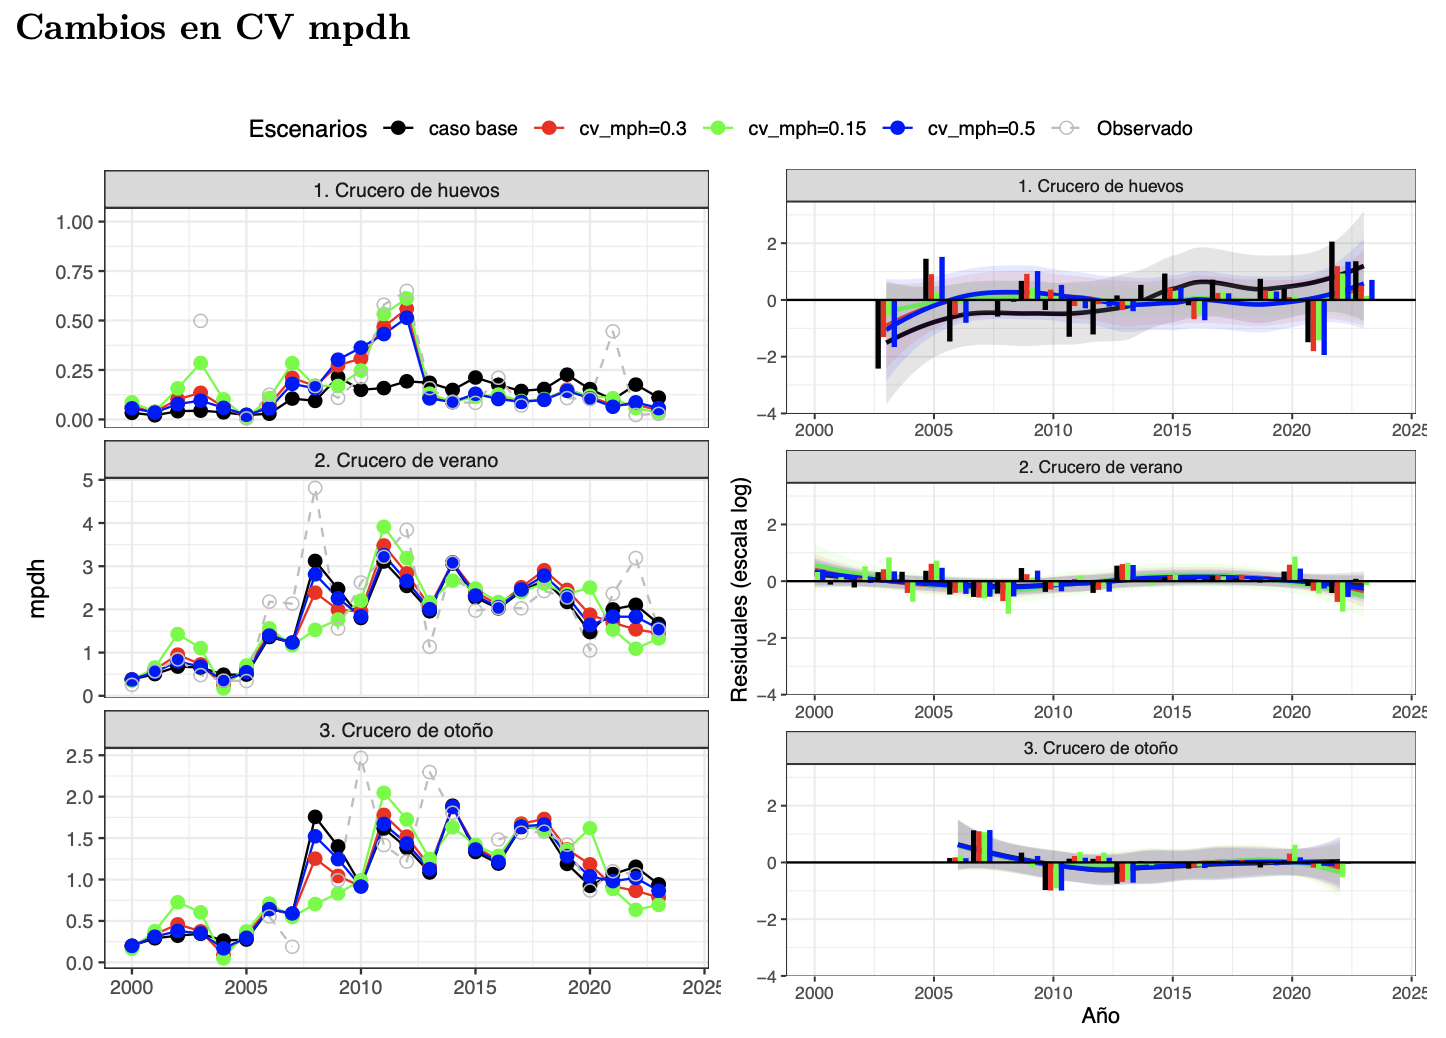 Cambios en CV mpdh
Escenarios caso base cv_mph=0.3 cv_mph=0.15 cv_mph=0.5 Observado
1. Crucero de huevos
1.00
0.75
0.50
0.25
0.00
2. Crucero de verano
5
4
3
2
1
0
3. Crucero de otoño
2.5
2.0
1.5
1.0
0.5
0.0
2000 2005 2010 2015 2020 2025
mpdh
1. Crucero de huevos
2
0
−2
−4
2000 2005 2010 2015 2020 2025
2. Crucero de verano
2
0
−2
−4
2000 2005 2010 2015 2020 2025
3. Crucero de otoño
2
0
−2
−4
2000 2005 2010 2015 2020 2025
Residuales (escala log)
Año